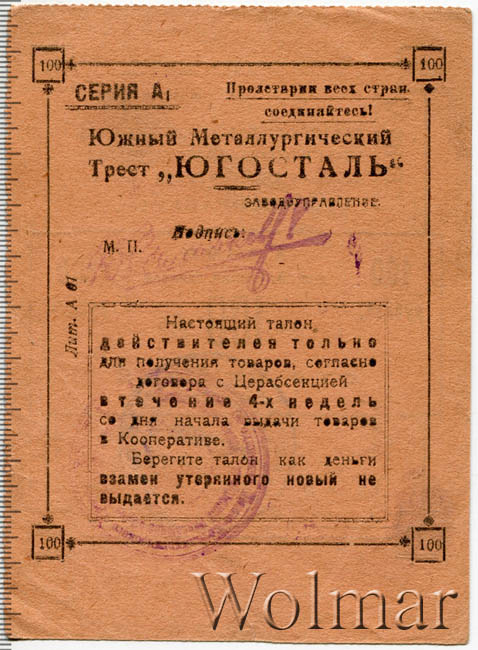 100 100
СЕРИЯ А1
Пролетарии всех стран,
соединяйтесь!
Южный Металлургический
Трест „ЮГОСТАЛЬ“
ЗАВОДОУПРАВЛЕНИЕ.
Подпись:
М. П.
Лит. А 61
Настоящий талон
действителен только
для получения товаров, согласно
договора с Церабсекцией
в течение 4-х недель
со дня начала выдачи товаров
в Кооперативе.
Берегите талон как деньги
взамен утерянного новый не
выдается.
100 100
Wolmar